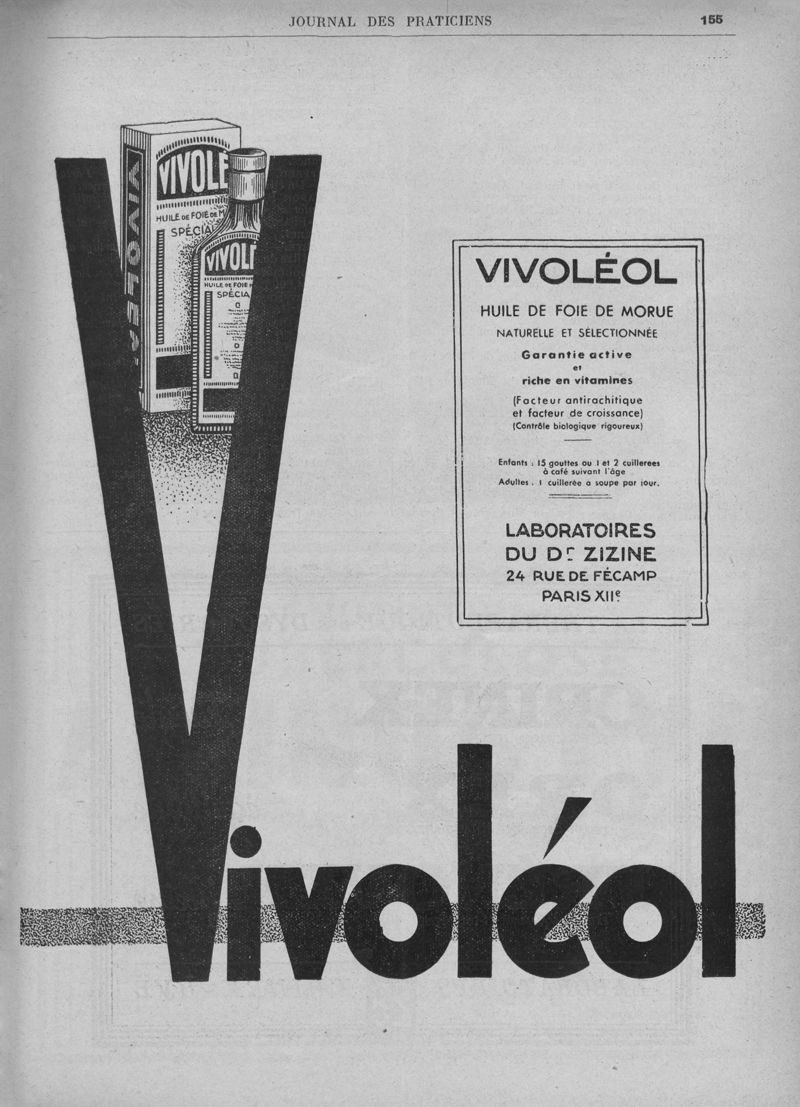 JOURNAL DES PRATICIENS
155
VIVOLÉ
HUILE DE FOIE DE M
SPÉCIA
VIVOLÉOL
VIVOL
HUILE DE FOIE
SPÉCIA
VIVOLÉOL
HUILE DE FOIE DE MORUE
NATURELLE ET SÉLECTIONNÉE
Garantie active
et
riche en vitamines
(Facteur antirachitique
et facteur de croissance)
(Contrôle biologique rigoureux)
Enfants : 15 gouttes ou 1 et 2 cuillerees
à café suivant l'âge
Adultes . 1 cuillerée a soupe par jour.
LABORATOIRES
DU Dr ZIZINE
24 RUE DE FÉCAMP
PARIS XIIe
Vivoléol